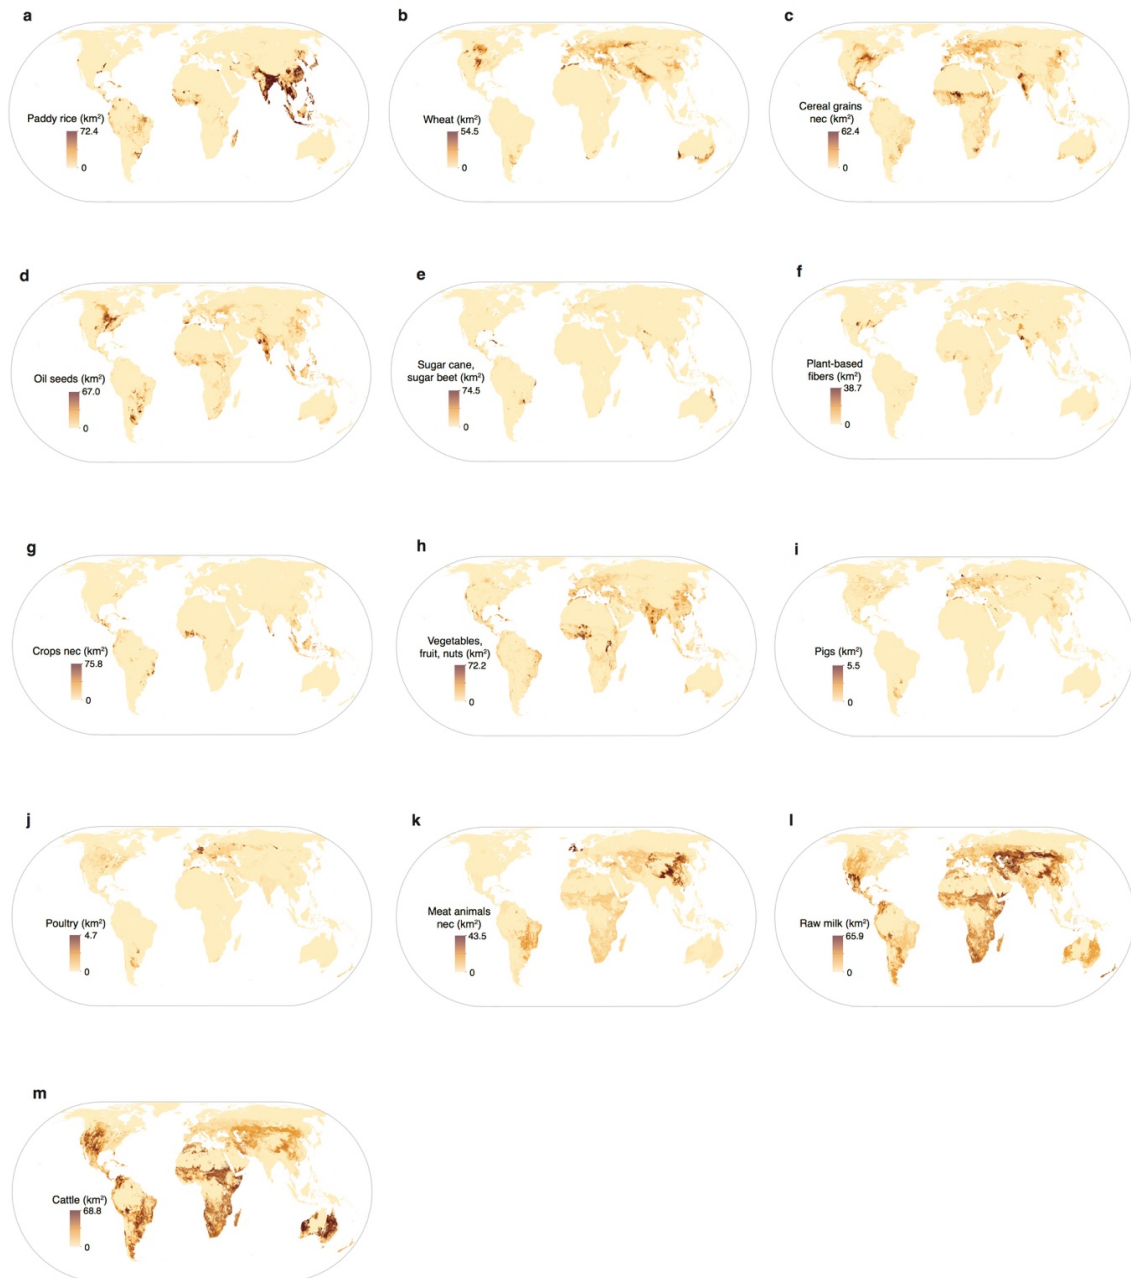 a
Paddy rice (km²)
72.4
0
b
Wheat (km²)
54.5
0
c
Cereal grains
nec (km²)
62.4
0
d
Oil seeds (km²)
67.0
0
e
Sugar cane,
sugar beet (km²)
74.5
0
f
Plant-based
fibers (km²)
38.7
0
g
Crops nec (km²)
75.8
0
h
Vegetables,
fruit, nuts (km²)
72.2
0
i
Pigs (km²)
5.5
0
j
Poultry (km²)
4.7
0
k
Meat animals
nec (km²)
43.5
0
l
Raw milk (km²)
65.9
0
m
Cattle (km²)
68.8
0